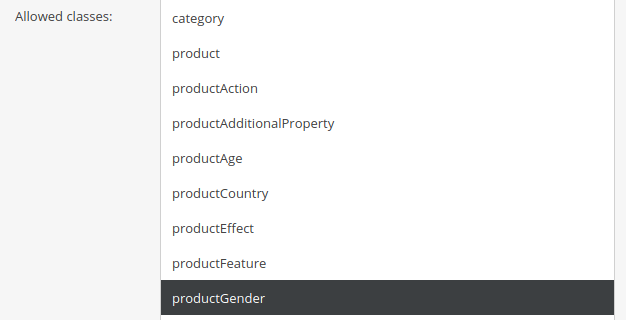 Allowed classes:
category
product
productAction
productAdditionalProperty
productAge
productCountry
productEffect
productFeature
productGender